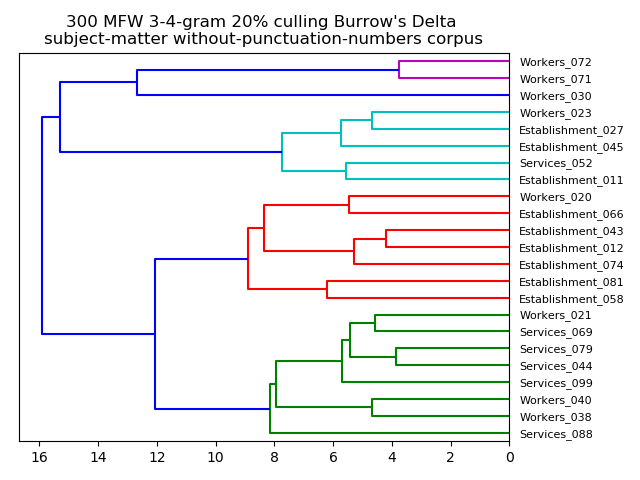 300 MFW 3-4-gram 20% culling Burrow's Delta
subject-matter without-punctuation-numbers corpus
Workers_072
Workers_071
Workers_030
Workers_023
Establishment_027
Establishment_045
Services_052
Establishment_011
Workers_020
Establishment_066
Establishment_043
Establishment_012
Establishment_074
Establishment_081
Establishment_058
Workers_021
Services_069
Services_079
Services_044
Services_099
Workers_040
Workers_038
Services_088
16 14 12 10 8 6 4 2 0